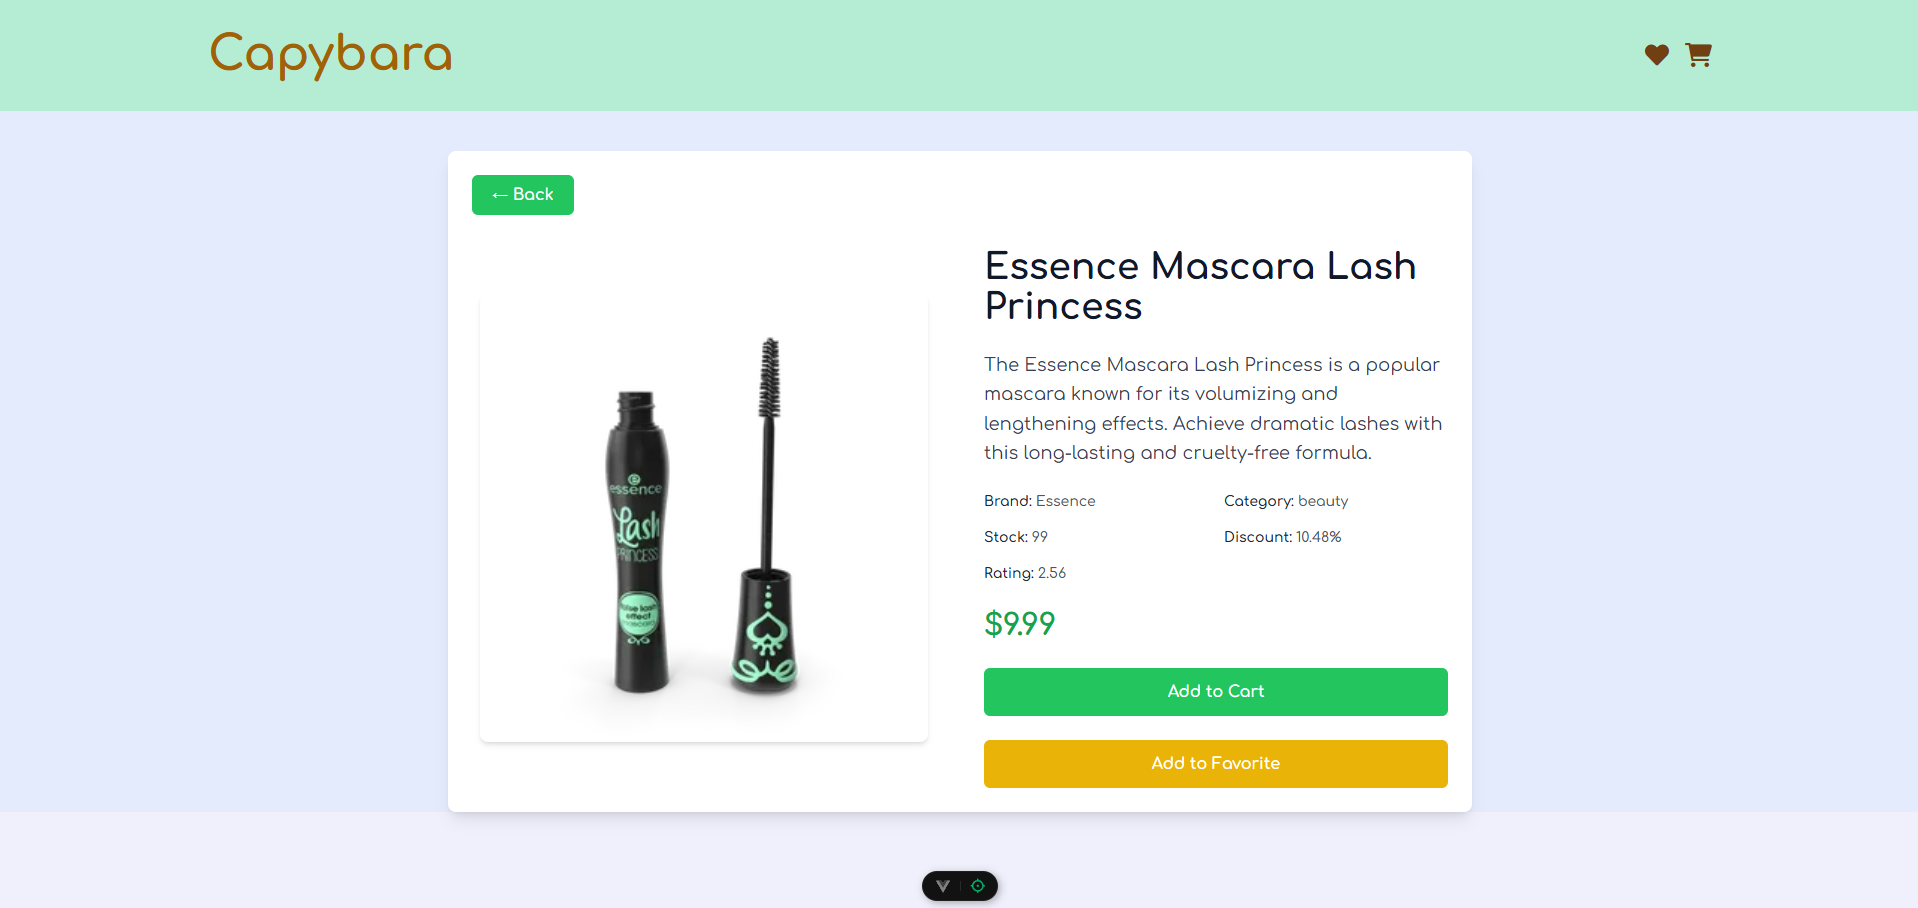 Capybara
← Back
Essence Mascara Lash
Princess
The Essence Mascara Lash Princess is a popular
mascara known for its volumizing and
lengthening effects. Achieve dramatic lashes with
this long-lasting and cruelty-free formula.
Brand: Essence
Category: beauty
Stock: 99
Discount: 10.48%
Rating: 2.56
$9.99
Add to Cart
Add to Favorite
essence
Lash
PRINCESS
false lash
effect
mascara